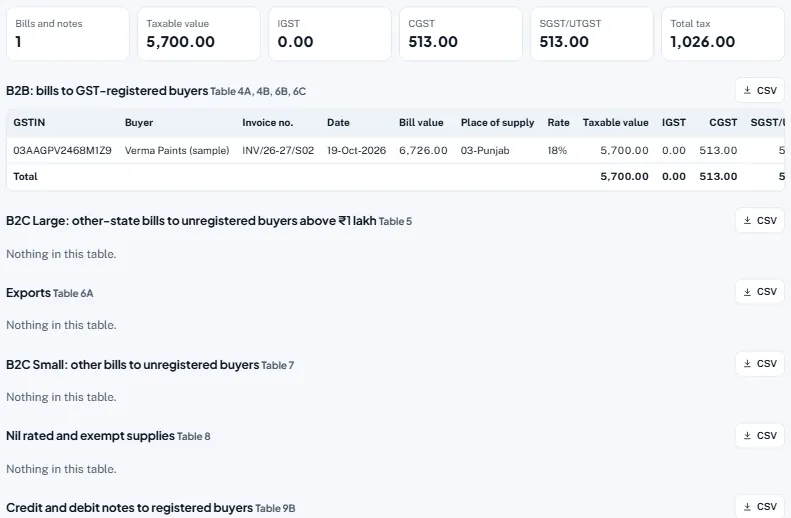 Bills and notes Taxable value IGST CGST SGST/UTGST Total tax
1 5,700.00 0.00 513.00 513.00 1,026.00
B2B: bills to GST-registered buyers Table 4A, 4B, 6B, 6C CSV
GSTIN Buyer Invoice no. Date Bill value Place of supply Rate Taxable value IGST CGST SGST/U
03AAGPV2468M1Z9 Verma Paints (sample) INV/26-27/S02 19-Oct-2026 6,726.00 03-Punjab 18% 5,700.00 0.00 513.00 5
Total 5,700.00 0.00 513.00 5
B2C Large: other-state bills to unregistered buyers above ₹1 lakh Table 5 CSV
Nothing in this table.
Exports Table 6A CSV
Nothing in this table.
B2C Small: other bills to unregistered buyers Table 7 CSV
Nothing in this table.
Nil rated and exempt supplies Table 8 CSV
Nothing in this table.
Credit and debit notes to registered buyers Table 9B CSV